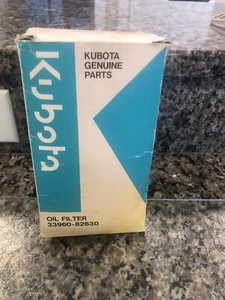 Kubota
KUBOTA
GENUINE
PARTS
OIL FILTER
33960-82630